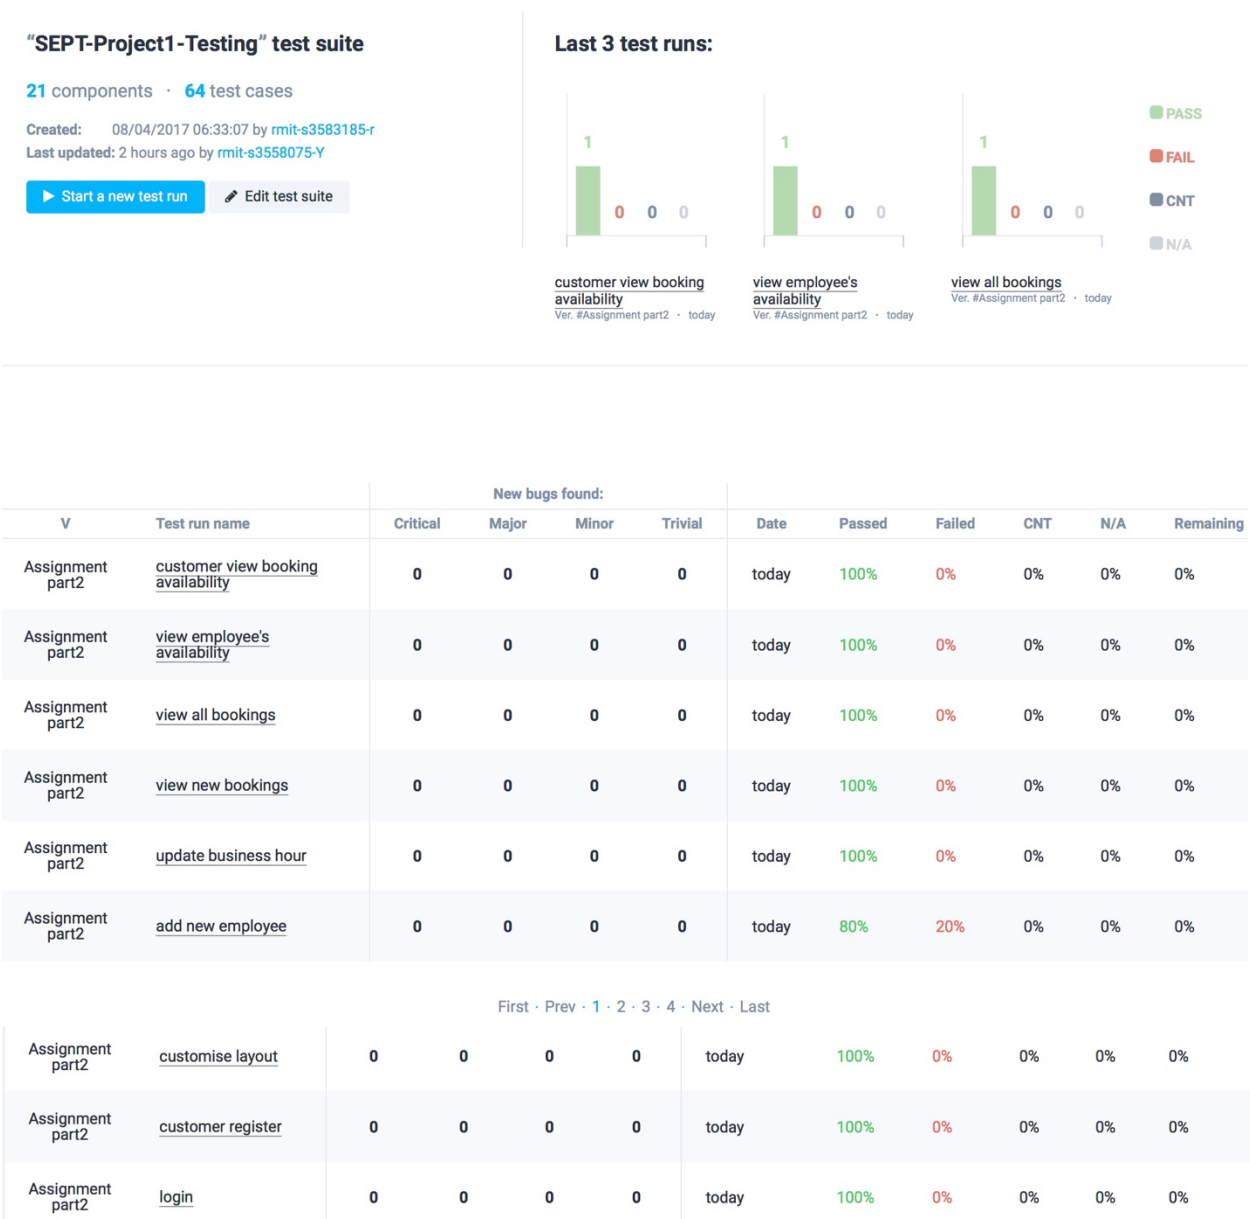 “SEPT-Project1-Testing” test suite
21 components · 64 test cases
Created: 08/04/2017 06:33:07 by rmit-s3583185-r
Last updated: 2 hours ago by rmit-s3558075-Y
Start a new test run Edit test suite
Last 3 test runs:
1 0 0 0
customer view booking
availability
Ver. #Assignment part2 · today
1 0 0 0
view employee's
availability
Ver. #Assignment part2 · today
1 0 0 0
view all bookings
Ver. #Assignment part2 · today
PASS
FAIL
CNT
N/A
New bugs found:
V Test run name Critical Major Minor Trivial Date Passed Failed CNT N/A Remaining
Assignment part2 customer view booking availability 0 0 0 0 today 100% 0% 0% 0% 0%
Assignment part2 view employee's availability 0 0 0 0 today 100% 0% 0% 0% 0%
Assignment part2 view all bookings 0 0 0 0 today 100% 0% 0% 0% 0%
Assignment part2 view new bookings 0 0 0 0 today 100% 0% 0% 0% 0%
Assignment part2 update business hour 0 0 0 0 today 100% 0% 0% 0% 0%
Assignment part2 add new employee 0 0 0 0 today 80% 20% 0% 0% 0%
First · Prev · 1 · 2 · 3 · 4 · Next · Last
Assignment part2 customise layout 0 0 0 0 today 100% 0% 0% 0% 0%
Assignment part2 customer register 0 0 0 0 today 100% 0% 0% 0% 0%
Assignment part2 login 0 0 0 0 today 100% 0% 0% 0% 0%